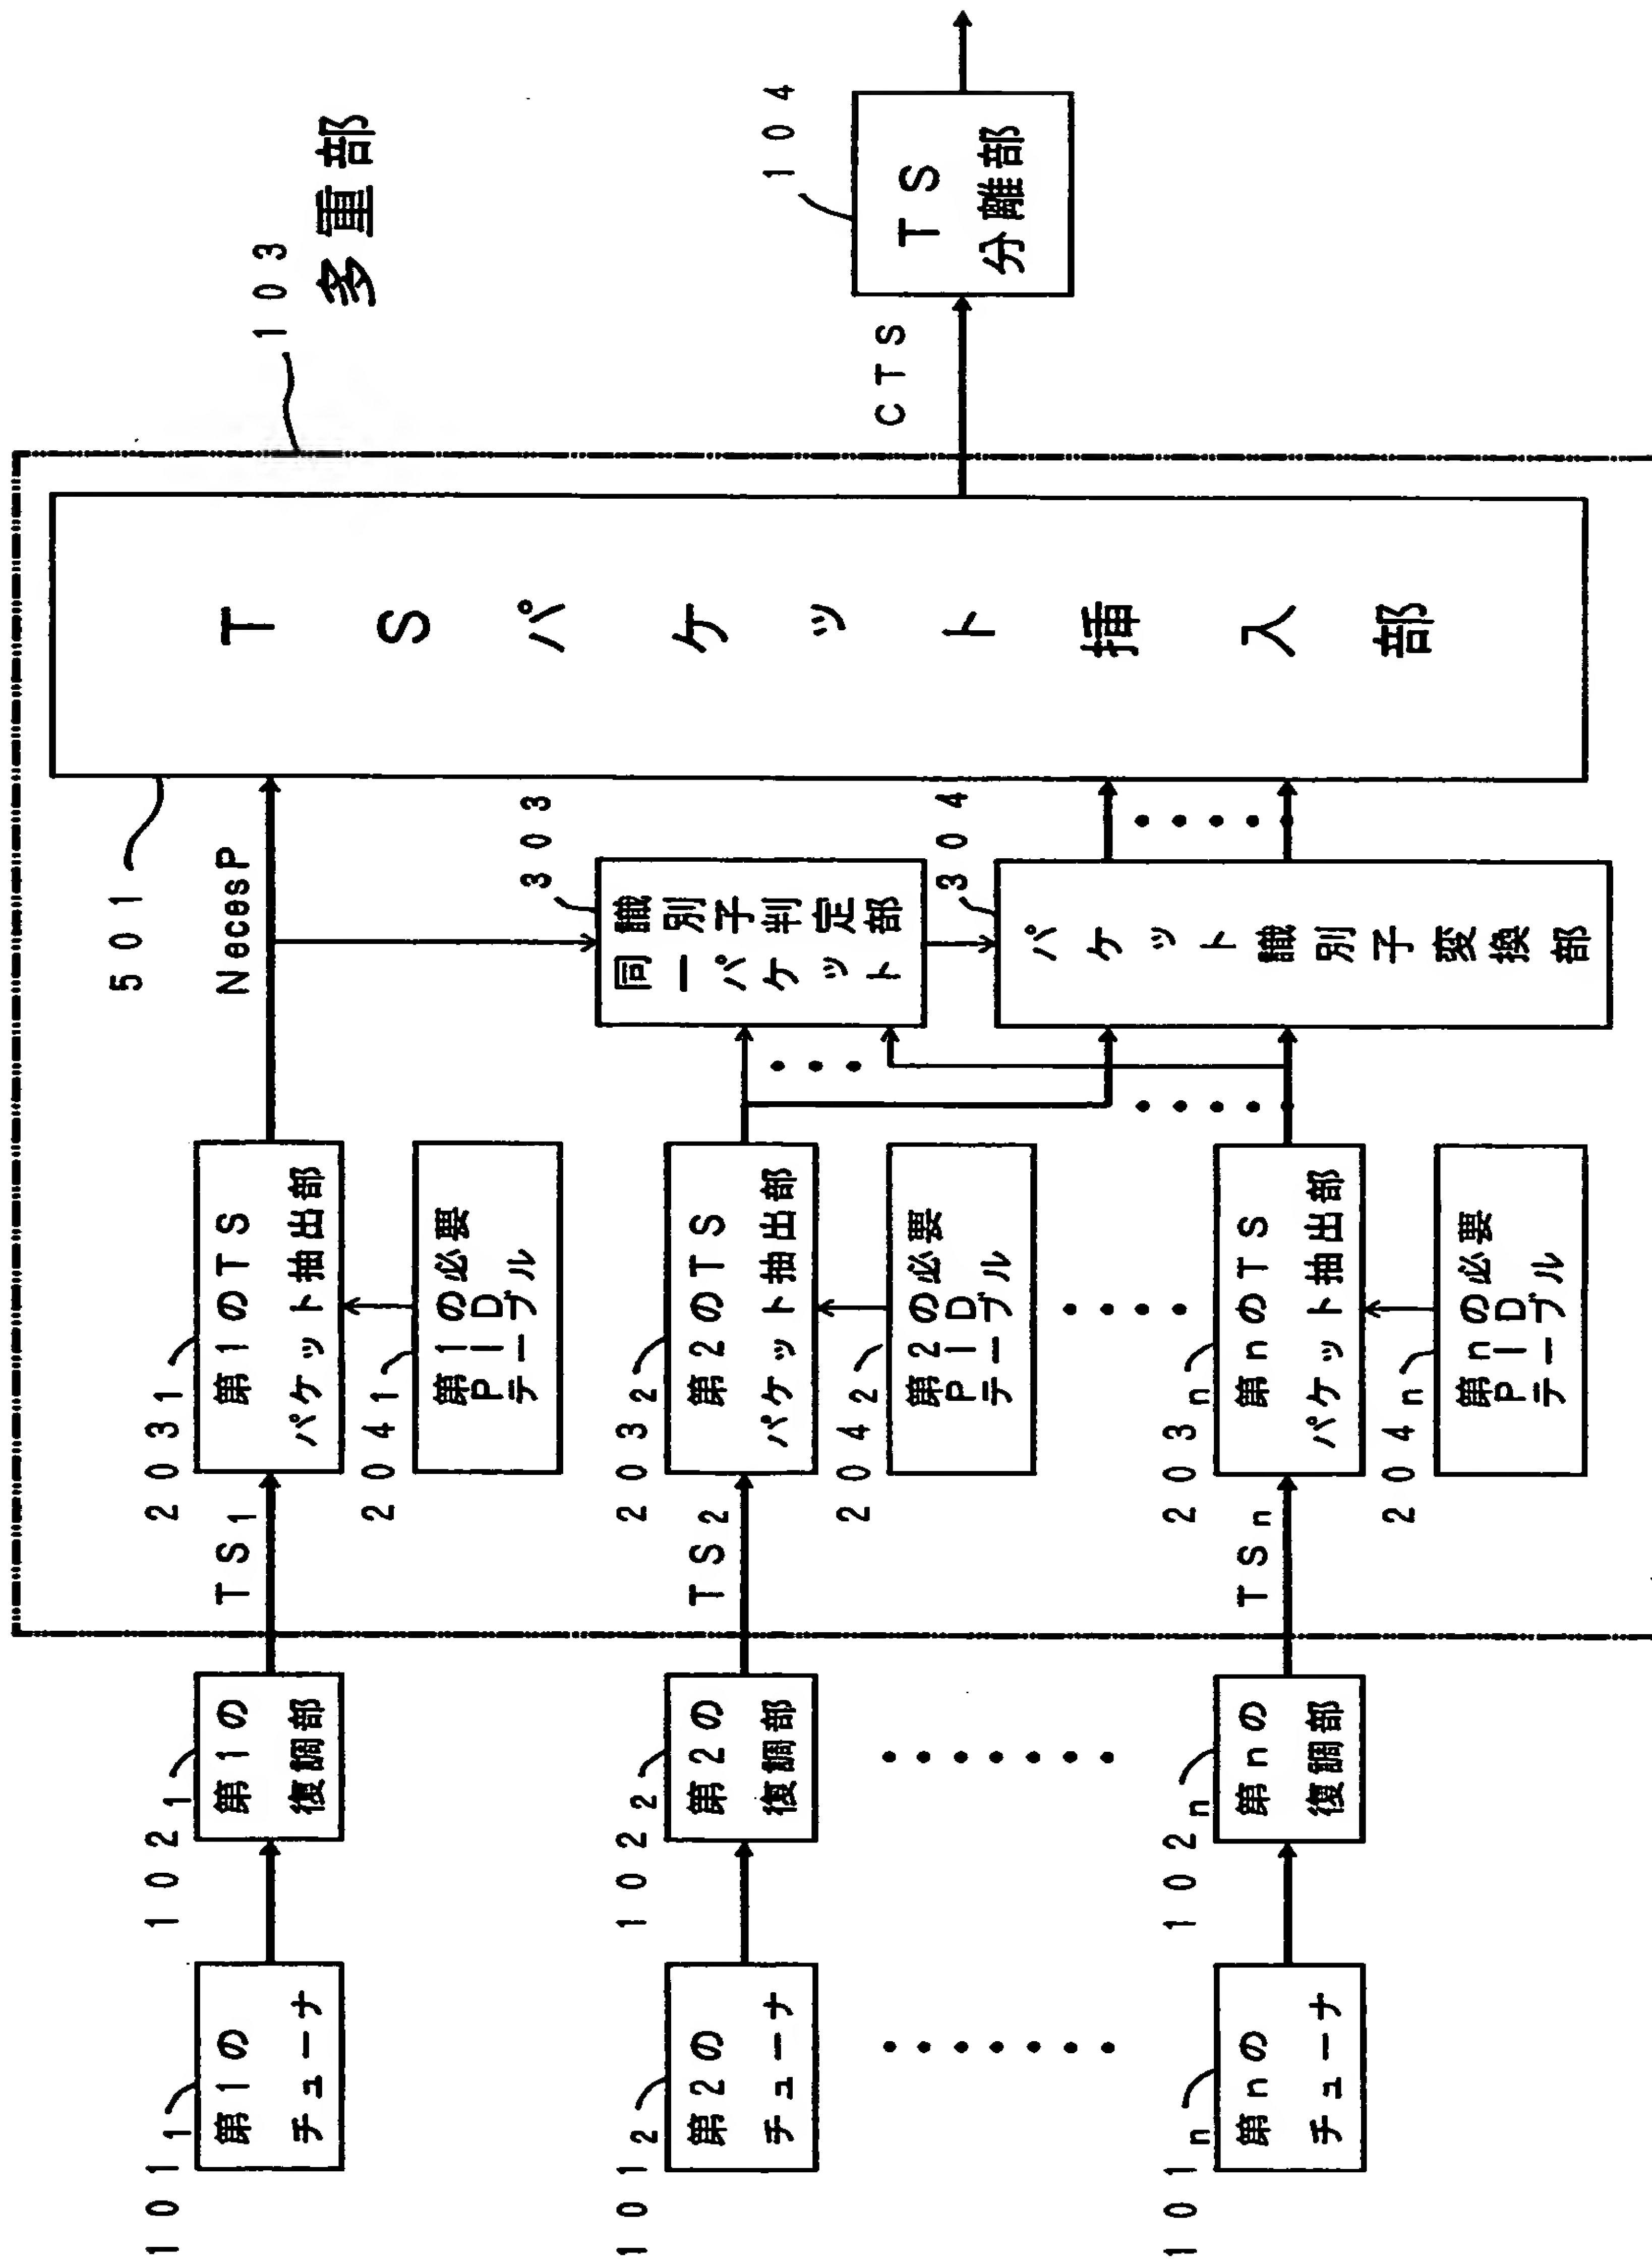 １０１1
第１の
チューナ
１０２1
第１の
復調部
TS1
２０３1
第１のTS
パケット抽出部
２０４1
第１の必要
PID
テーブル
NecesP
５０１
TSパケット挿入部
１０３
多重部
１０１2
第２の
チューナ
１０２2
第２の
復調部
TS2
２０３2
第２のTS
パケット抽出部
２０４2
第２の必要
PID
テーブル
３０３
同一パケット
識別子判定部
３０４
パケット識別子変換部
CTS
１０４
TS
分離部
１０１n
第nの
チューナ
１０２n
第nの
復調部
TSn
２０３n
第nのTS
パケット抽出部
２０４n
第nの必要
PID
テーブル